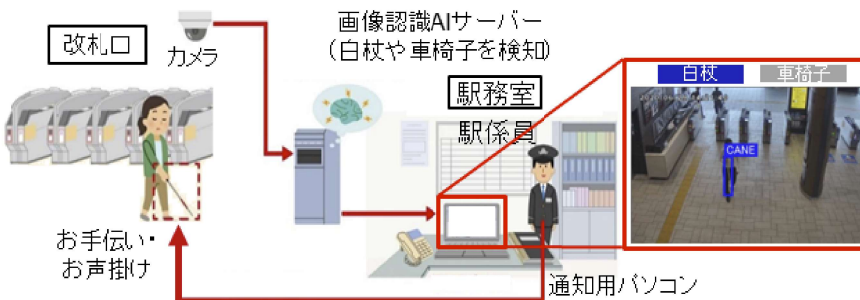 改札口
カメラ
画像認識AIサーバー
（白杖や車椅子を検知）
駅務室
駅係員
白杖
車椅子
CANE
お手伝い・
お声掛け
通知用パソコン